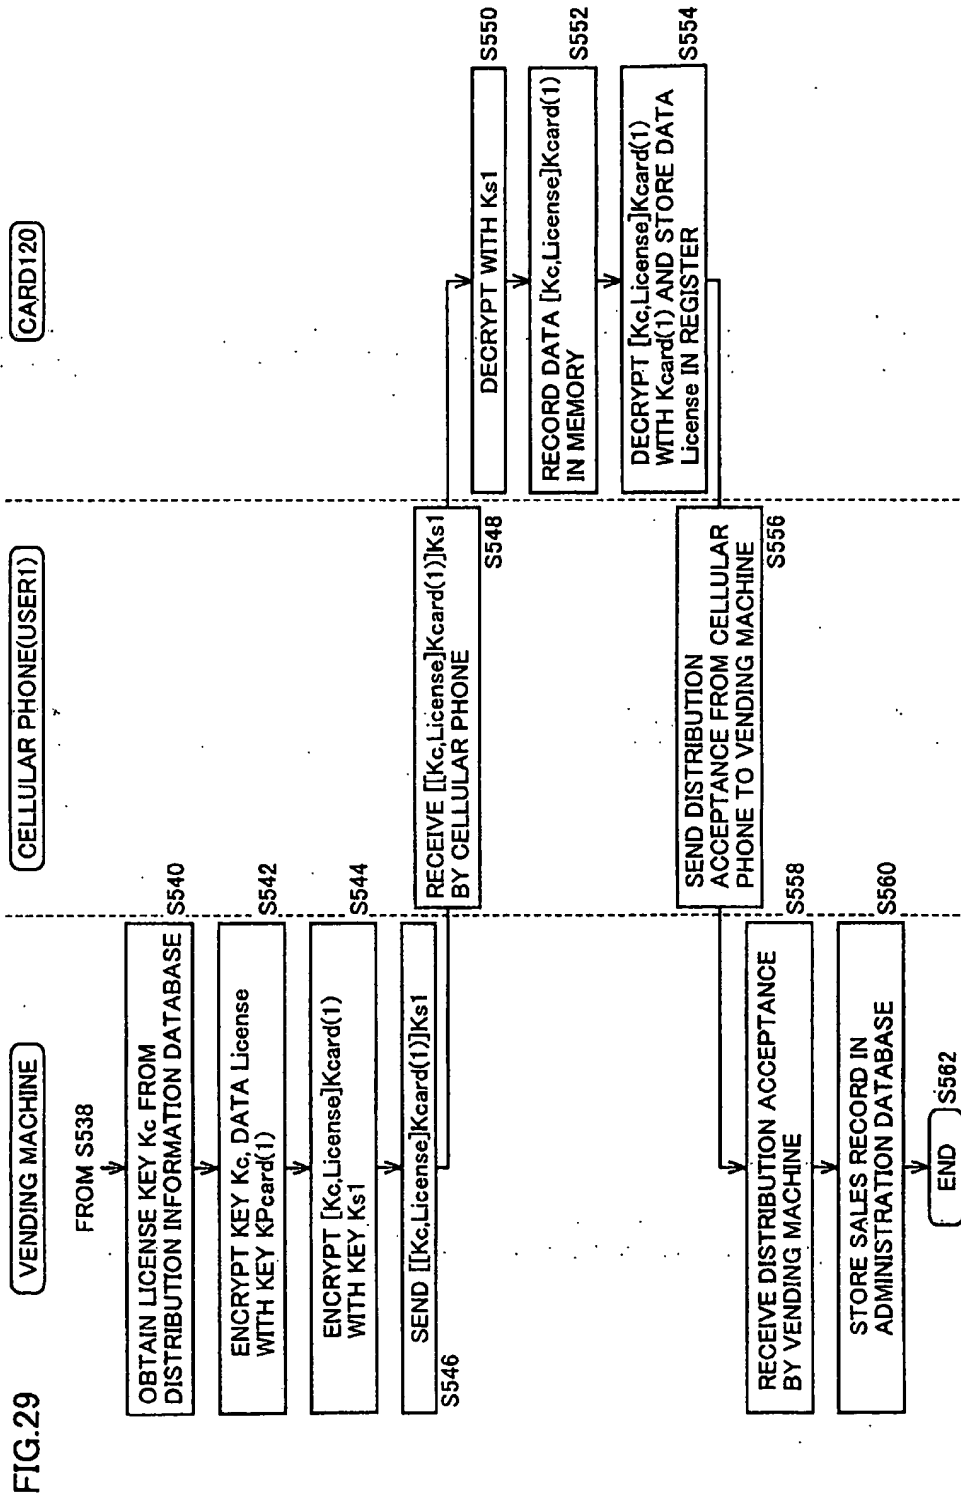 FIG.29
VENDING MACHINE
CELLULAR PHONE(USER1)
CARD120
FROM S538
OBTAIN LICENSE KEY Kc FROM
DISTRIBUTION INFORMATION DATABASE
S540
ENCRYPT KEY Kc, DATA License
WITH KEY KPcard(1)
S542
ENCRYPT [Kc,License]Kcard(1)
WITH KEY Ks1
S544
SEND [[Kc,License]Kcard(1)]Ks1
S546
RECEIVE [[Kc,License]Kcard(1)]Ks1
BY CELLULAR PHONE
S548
DECRYPT WITH Ks1
S550
RECORD DATA [Kc,License]Kcard(1)
IN MEMORY
S552
DECRYPT [Kc,License]Kcard(1)
WITH Kcard(1) AND STORE DATA
License IN REGISTER
S554
SEND DISTRIBUTION
ACCEPTANCE FROM CELLULAR
PHONE TO VENDING MACHINE
S556
RECEIVE DISTRIBUTION ACCEPTANCE
BY VENDING MACHINE
S558
STORE SALES RECORD IN
ADMINISTRATION DATABASE
S560
END
S562